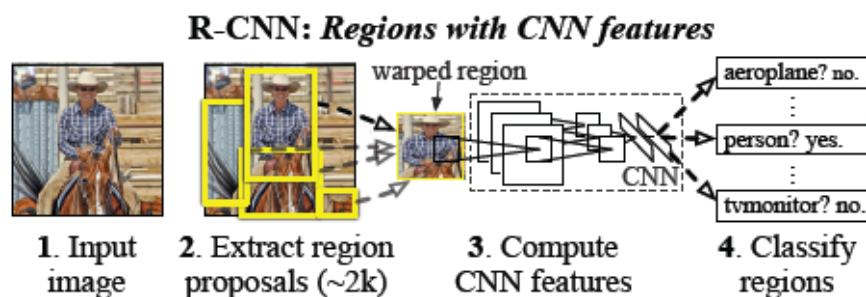 R-CNN: Regions with CNN features
warped region
aeroplane? no.
person? yes.
tvmonitor? no.
CNN
1. Input
image
2. Extract region
proposals (~2k)
3. Compute
CNN features
4. Classify
regions